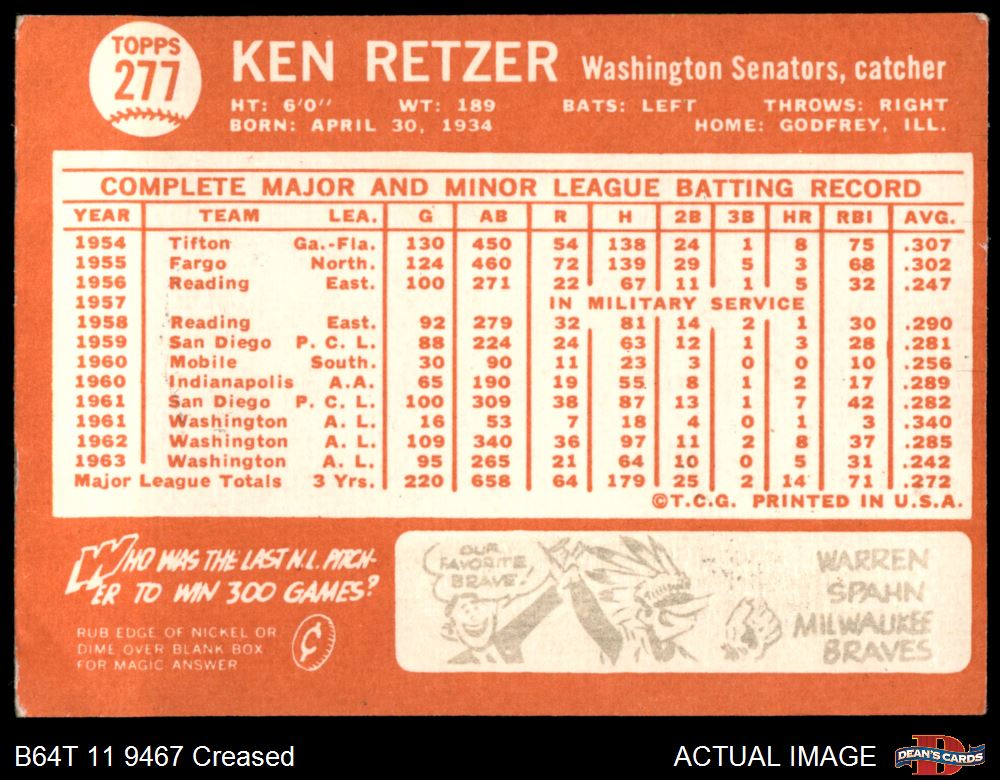 TOPPS
277
KEN RETZER Washington Senators, catcher
HT: 6'0" WT: 189 BATS: LEFT THROWS: RIGHT
BORN: APRIL 30, 1934 HOME: GODFREY, ILL.
COMPLETE MAJOR AND MINOR LEAGUE BATTING RECORD
YEAR TEAM LEA. G AB R H 2B 3B HR RBI AVG.
1954 Tifton Ga.-Fla. 130 450 54 138 24 1 8 75 .307
1955 Fargo North. 124 460 72 139 29 5 3 68 .302
1956 Reading East. 100 271 22 67 11 1 5 32 .247
1957 IN MILITARY SERVICE
1958 Reading East. 92 279 32 81 14 2 1 30 .290
1959 San Diego P. C. L. 88 224 24 63 12 1 3 28 .281
1960 Mobile South. 30 90 11 23 3 0 0 10 .256
1960 Indianapolis A.A. 65 190 19 55 8 1 2 17 .289
1961 San Diego P. C. L. 100 309 38 87 13 1 7 42 .282
1961 Washington A. L. 16 53 7 18 4 0 1 3 .340
1962 Washington A. L. 109 340 36 97 11 2 8 37 .285
1963 Washington A. L. 95 265 21 64 10 0 5 31 .242
Major League Totals 3 Yrs. 220 658 64 179 25 2 14 71 .272
©T.C.G. PRINTED IN U.S.A.
WHO WAS THE LAST N.L. PITCH-
ER TO WIN 300 GAMES?
RUB EDGE OF NICKEL OR
DIME OVER BLANK BOX
FOR MAGIC ANSWER
¢
OUR
FAVORITE
BRAVE!
WARREN
SPAHN
MILWAUKEE
BRAVES
B64T 11 9467 Creased ACTUAL IMAGE
DEAN'S CARDS